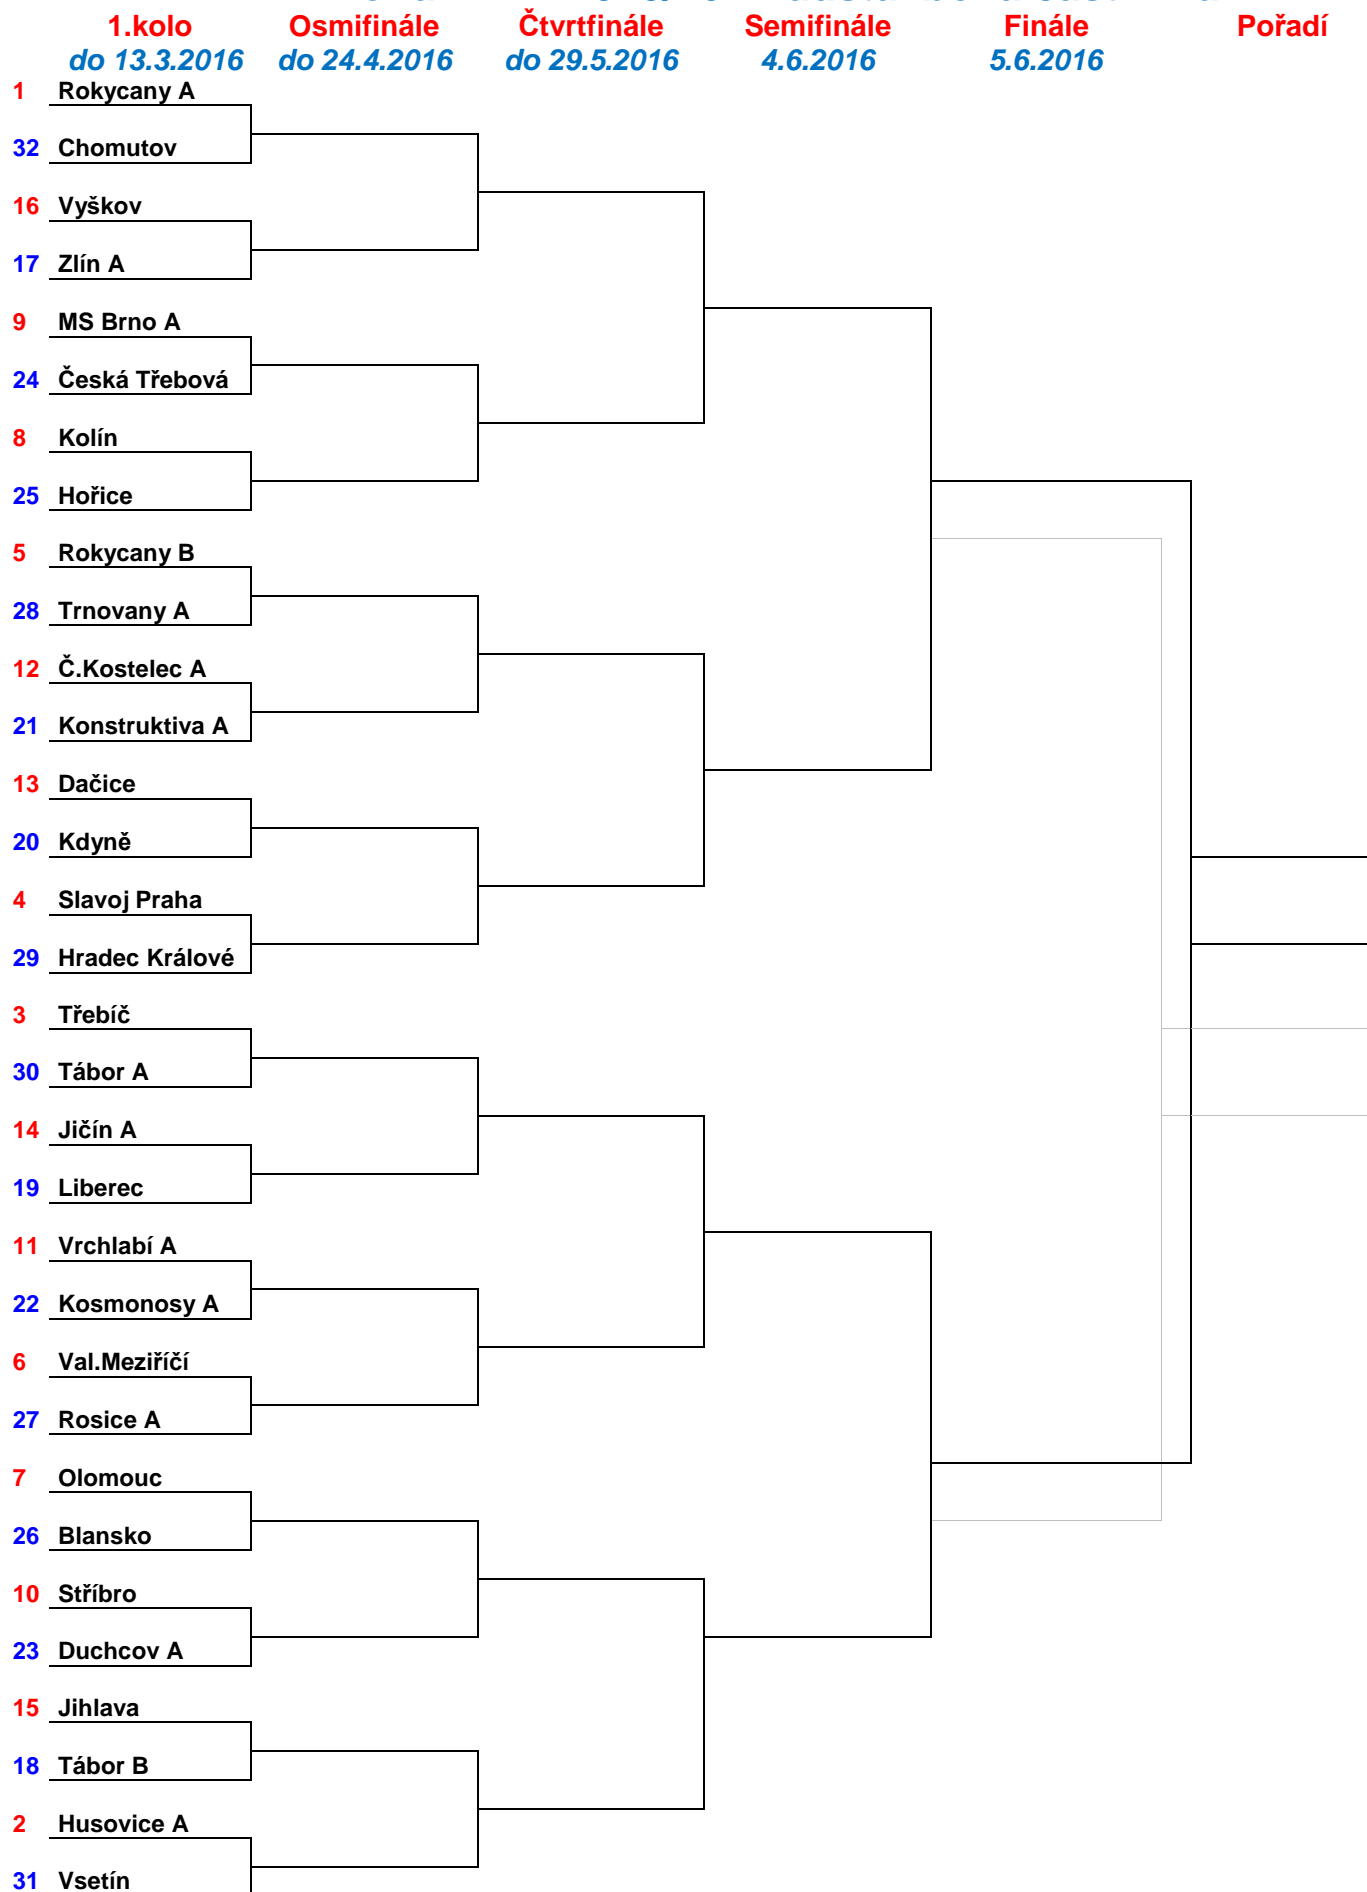 1.kolo Osmifinále Čtvrtfinále Semifinále Finále Pořadí
do 13.3.2016 do 24.4.2016 do 29.5.2016 4.6.2016 5.6.2016
1 Rokycany A
32 Chomutov
16 Vyškov
17 Zlín A
9 MS Brno A
24 Česká Třebová
8 Kolín
25 Hořice
5 Rokycany B
28 Trnovany A
12 Č.Kostelec A
21 Konstruktiva A
13 Dačice
20 Kdyně
4 Slavoj Praha
29 Hradec Králové
3 Třebíč
30 Tábor A
14 Jičín A
19 Liberec
11 Vrchlabí A
22 Kosmonosy A
6 Val.Meziříčí
27 Rosice A
7 Olomouc
26 Blansko
10 Stříbro
23 Duchcov A
15 Jihlava
18 Tábor B
2 Husovice A
31 Vsetín